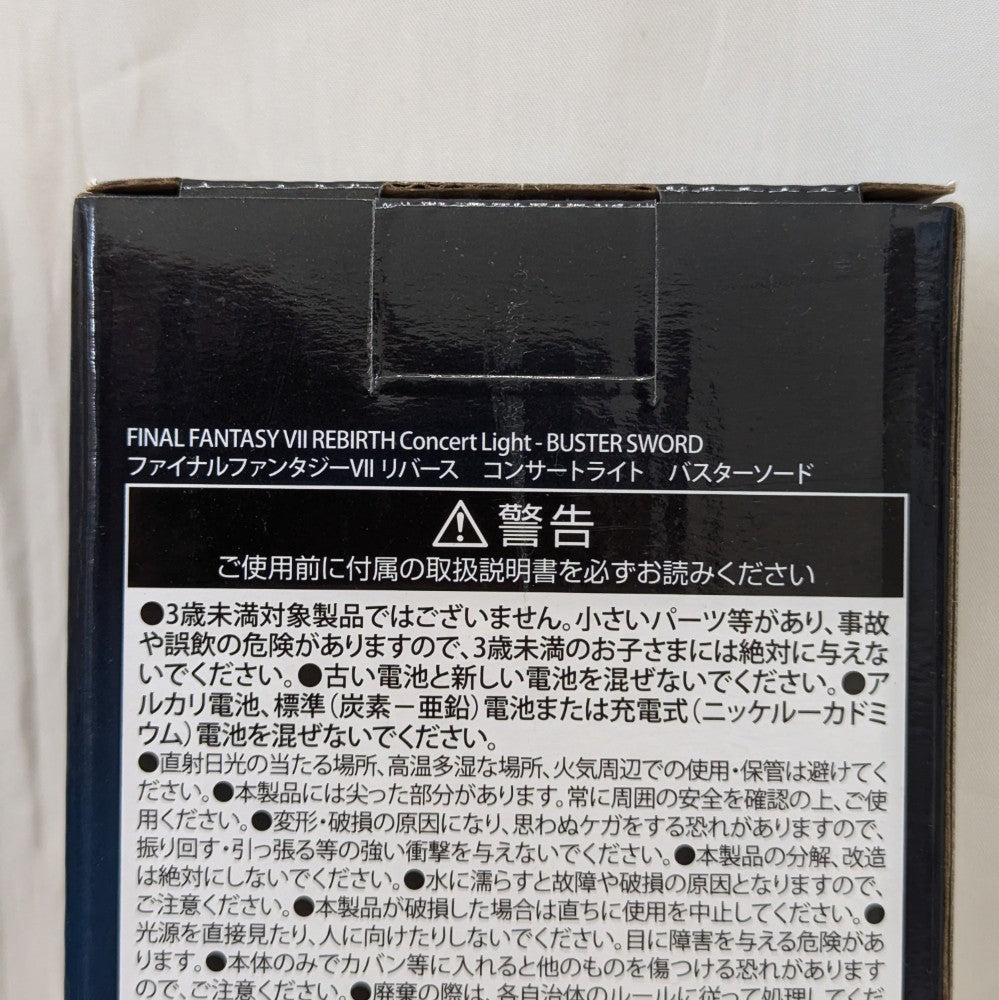 FINAL FANTASY VII REBIRTH Concert Light - BUSTER SWORD
ファイナルファンタジーVII リバース　コンサートライト　バスターソード
警告
ご使用前に付属の取扱説明書を必ずお読みください
●3歳未満対象製品ではございません。小さいパーツ等があり、事故
や誤飲の危険がありますので、3歳未満のお子さまには絶対に与えな
いでください。●古い電池と新しい電池を混ぜないでください。●ア
ルカリ電池、標準(炭素－亜鉛)電池または充電式(ニッケルーカドミ
ウム)電池を混ぜないでください。
●直射日光の当たる場所、高温多湿な場所、火気周辺での使用・保管は避けてく
ださい。●本製品には尖った部分があります。常に周囲の安全を確認の上、ご使
用ください。●変形・破損の原因になり、思わぬケガをする恐れがありますので、
振り回す・引っ張る等の強い衝撃を与えないでください。●本製品の分解、改造
は絶対にしないでください。●水に濡らすと故障や破損の原因となりますので、
ご注意ください。●本製品が破損した場合は直ちに使用を中止してください。●
光源を直接見たり、人に向けたりしないでください。目に障害を与える危険があ
ります。●本体のみでカバン等に入れると他のものを傷つける恐れがあります
ので、ご注意ください。●廃棄の際は、各自治体のルールに従って処理してくだ